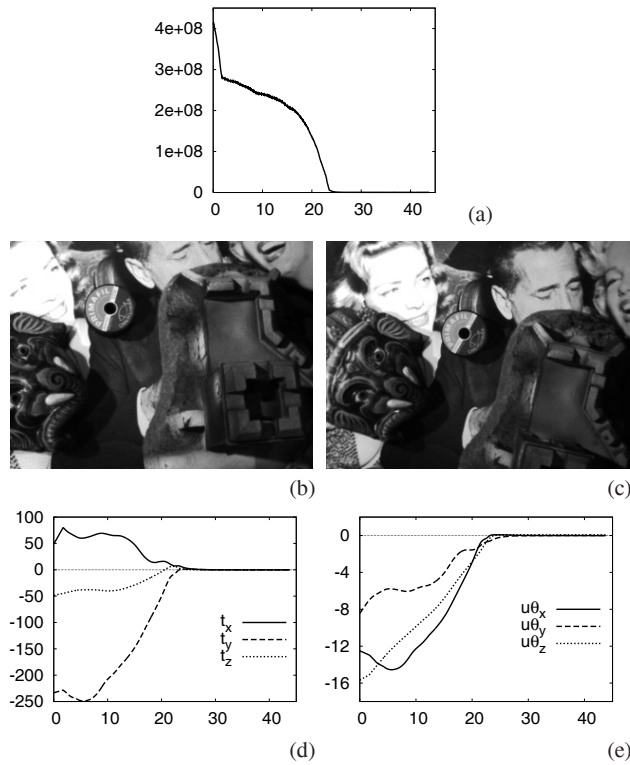 4e+08
3e+08
2e+08
1e+08
0
0 10 20 30 40
(a)
(b) (c)
100
50
0
-50
-100
-150
-200
-250
0 10 20 30 40
t_x
t_y
t_z
(d)
0
-4
-8
-12
-16
0 10 20 30 40
uθ_x
uθ_y
uθ_z
(e)